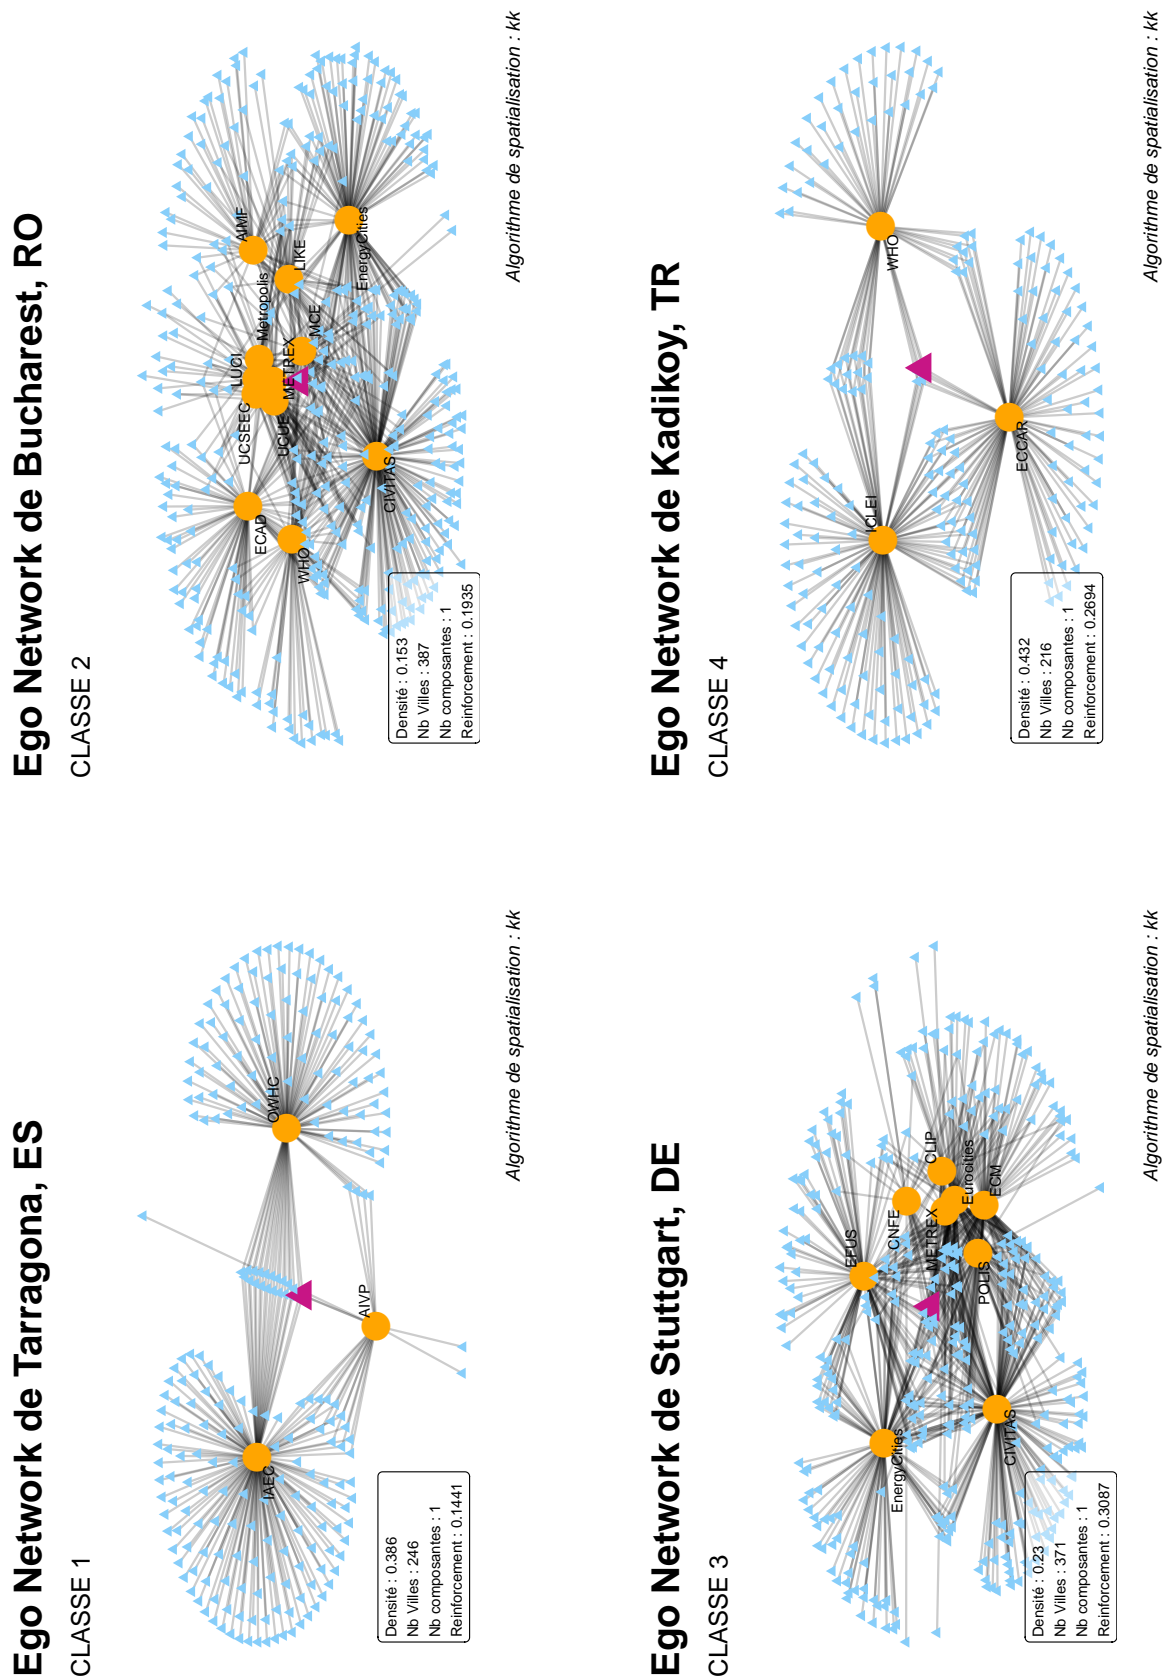 Ego Network de Tarragona, ES
CLASSE 1
OWHC
IAEC
AIVP
Densité : 0.386
Nb Villes : 246
Nb composantes : 1
Reinforcement : 0.1441
Algorithme de spatialisation : kk
Ego Network de Bucharest, RO
CLASSE 2
AIMF
LIKE
Metropolis
EnergyCities
LUCI
MCE
METREX
UCSEEC
UCUE
ECAD
WHO
CIVITAS
Densité : 0.153
Nb Villes : 387
Nb composantes : 1
Reinforcement : 0.1935
Algorithme de spatialisation : kk
Ego Network de Stuttgart, DE
CLASSE 3
EFUS
CNFE
CLIP
METREX
Eurocities
ECM
POLIS
EnergyCities
CIVITAS
Densité : 0.23
Nb Villes : 371
Nb composantes : 1
Reinforcement : 0.3087
Algorithme de spatialisation : kk
Ego Network de Kadikoy, TR
CLASSE 4
WHO
ICLEI
ECCAR
Densité : 0.432
Nb Villes : 216
Nb composantes : 1
Reinforcement : 0.2694
Algorithme de spatialisation : kk